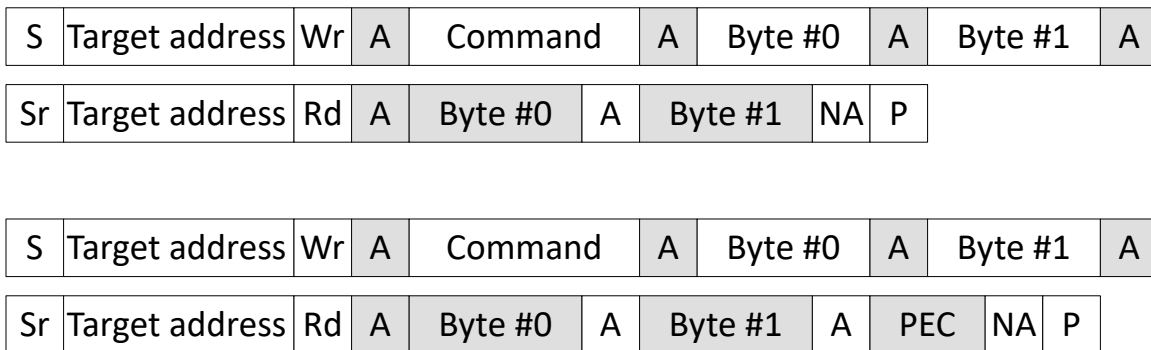 S Target address Wr A Command A Byte #0 A Byte #1 A
Sr Target address Rd A Byte #0 A Byte #1 NA P
S Target address Wr A Command A Byte #0 A Byte #1 A
Sr Target address Rd A Byte #0 A Byte #1 A PEC NA P